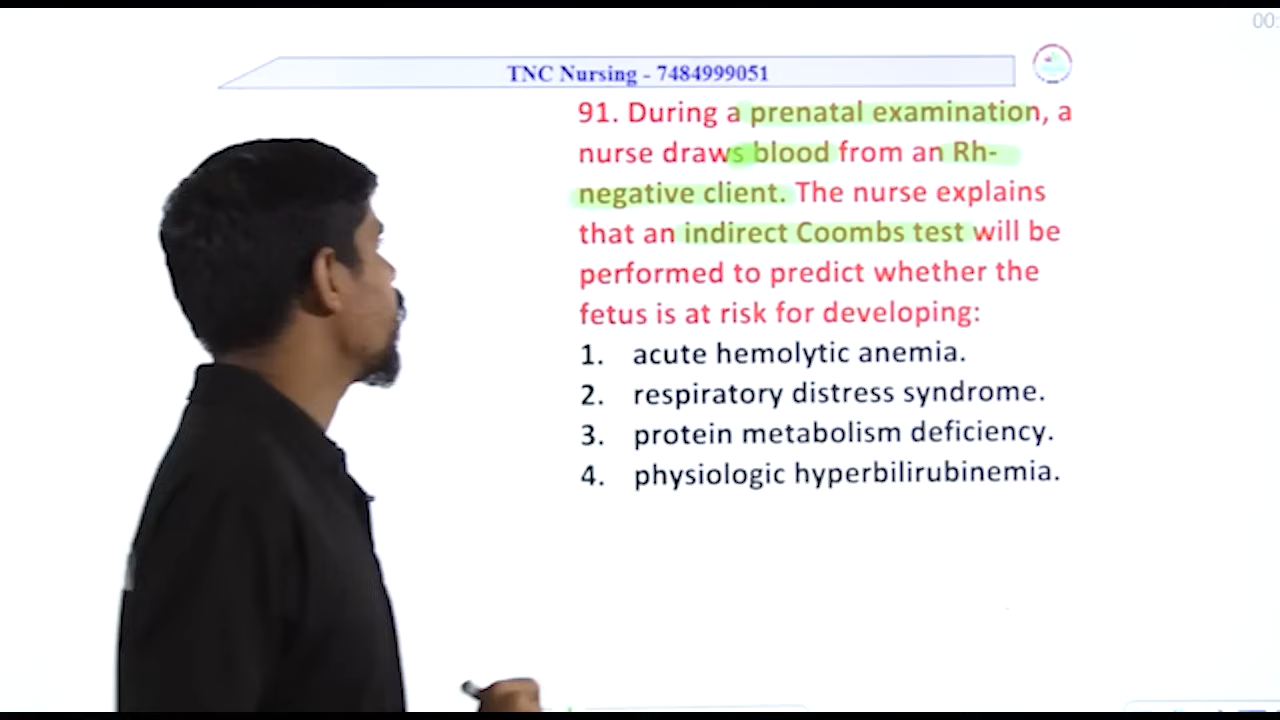 00:
TNC Nursing - 7484999051
91. During a prenatal examination, a
nurse draws blood from an Rh-
negative client. The nurse explains
that an indirect Coombs test will be
performed to predict whether the
fetus is at risk for developing:
1. acute hemolytic anemia.
2. respiratory distress syndrome.
3. protein metabolism deficiency.
4. physiologic hyperbilirubinemia.